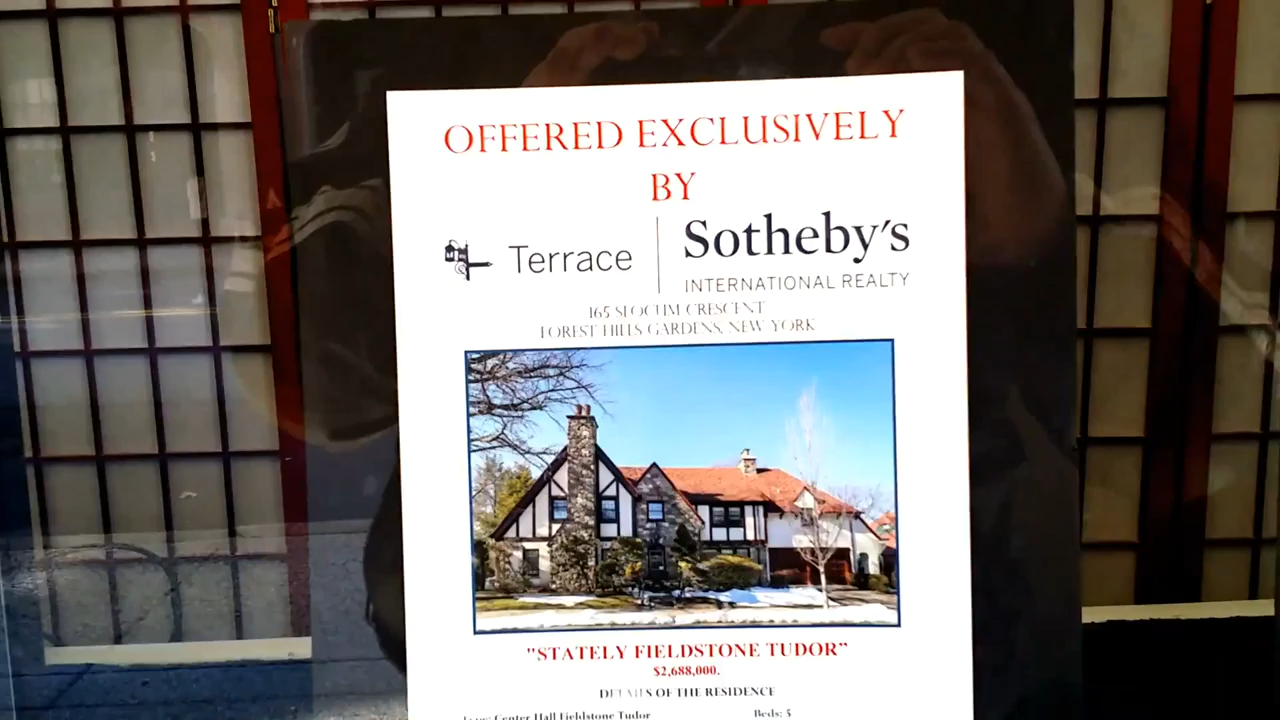 OFFERED EXCLUSIVELY
BY
Terrace
Sotheby's
INTERNATIONAL REALTY
165 SLOCUM CRESCENT
FOREST HILLS GARDENS, NEW YORK
"STATELY FIELDSTONE TUDOR"
$2,688,000.
DETAILS OF THE RESIDENCE
Type: Center Hall Fieldstone Tudor Beds: 5